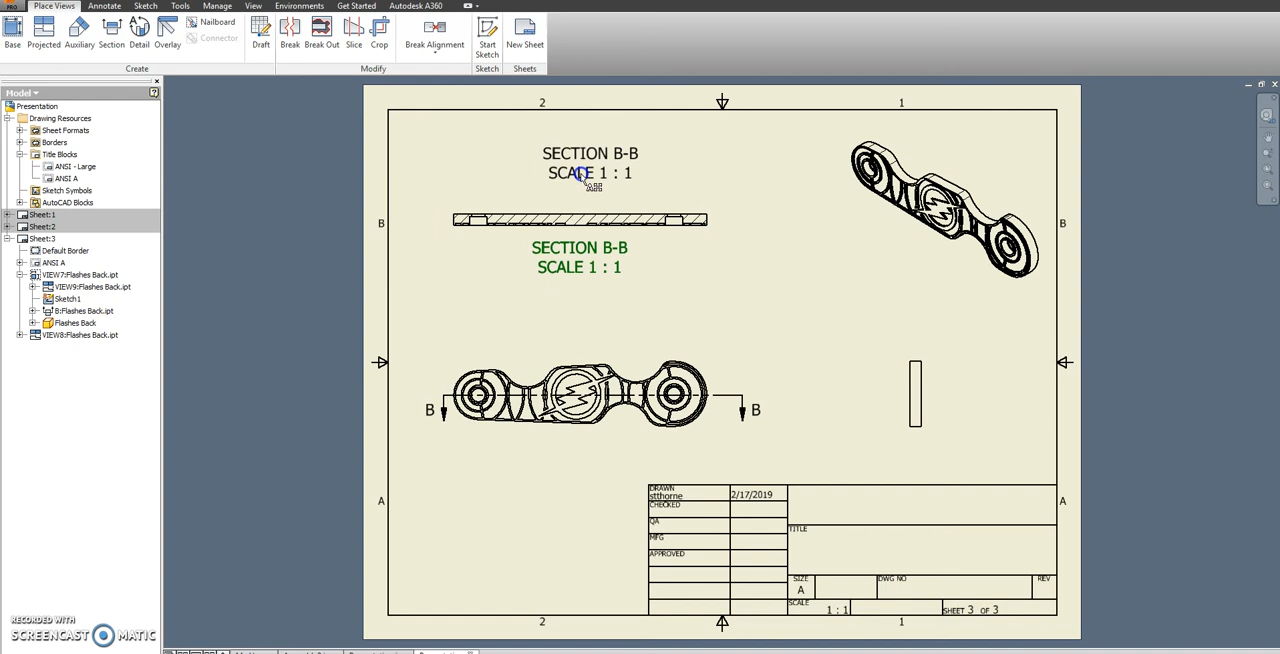 PRO
Place Views
Annotate
Sketch
Tools
Manage
View
Environments
Get Started
Autodesk A360
Base
Projected
Auxiliary
Section
Detail
Overlay
Nailboard
Connector
Draft
Break
Break Out
Slice
Crop
Break Alignment
Start
Sketch
New Sheet
Create
Modify
Sketch
Sheets
Model
Presentation
Drawing Resources
Sheet Formats
Borders
Title Blocks
ANSI - Large
ANSI A
Sketch Symbols
AutoCAD Blocks
Sheet:1
Sheet:2
Sheet:3
Default Border
ANSI A
VIEW7:Flashes Back.ipt
VIEW9:Flashes Back.ipt
Sketch1
B:Flashes Back.ipt
Flashes Back
VIEW8:Flashes Back.ipt
2
1
SECTION B-B
SCALE 1 : 1
B
B
SECTION B-B
SCALE 1 : 1
B
B
A
A
DRAWN
stthorne
2/17/2019
CHECKED
QA
MFG
APPROVED
TITLE
SIZE
A
DWG NO
REV
SCALE
1 : 1
SHEET 3 OF 3
2
1
RECORDED WITH
SCREENCAST MATIC